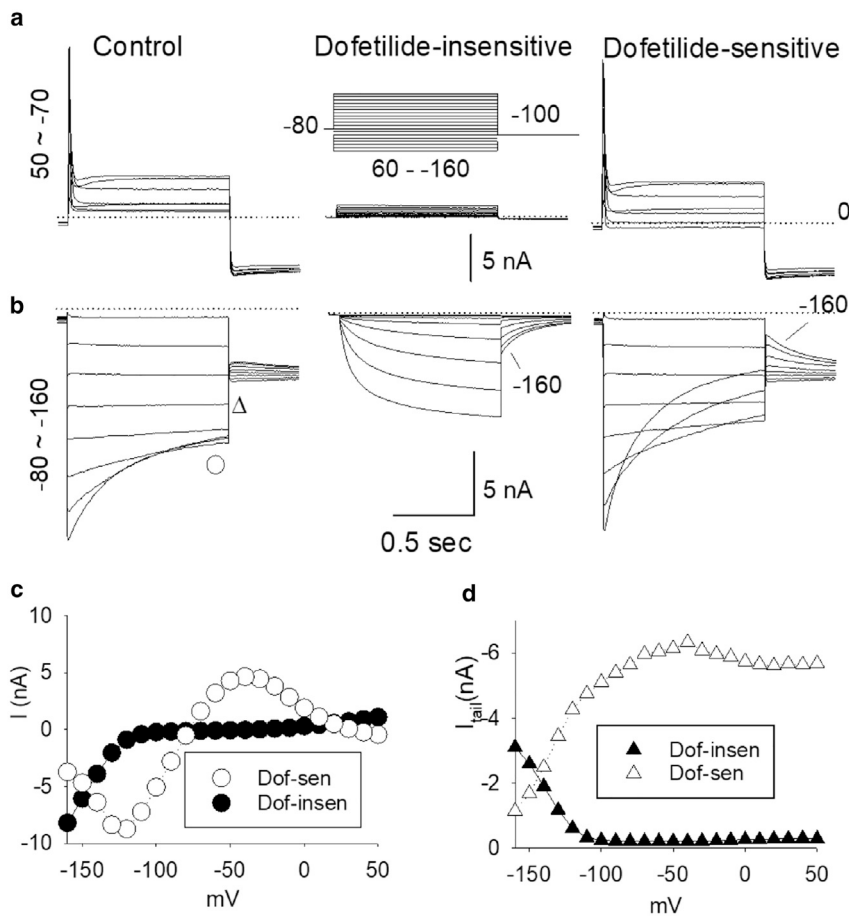 a
Control
Dofetilide-insensitive
Dofetilide-sensitive
50 ~ -70
-80
-100
60 - -160
0
5 nA
b
-80 ~ -160
-160
-160
Δ
○
5 nA
0.5 sec
c
d
I (nA)
10
5
0
-5
-10
Dof-sen
Dof-insen
-150
-100
-50
0
50
mV
I_tail(nA)
-6
-4
-2
0
Dof-insen
Dof-sen
-150
-100
-50
0
50
mV